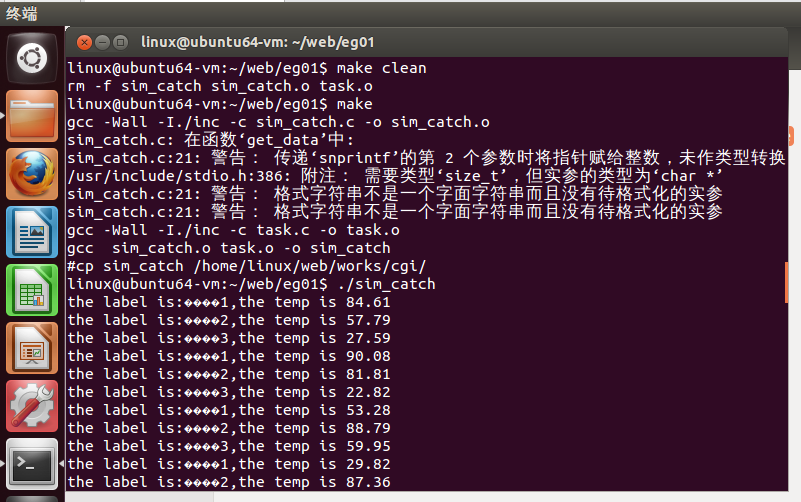 终端
linux@ubuntu64-vm: ~/web/eg01
linux@ubuntu64-vm:~/web/eg01$ make clean
rm -f sim_catch sim_catch.o task.o
linux@ubuntu64-vm:~/web/eg01$ make
gcc -Wall -I./inc -c sim_catch.c -o sim_catch.o
sim_catch.c: 在函数‘get_data’中:
sim_catch.c:21: 警告： 传递‘snprintf’的第 2 个参数时将指针赋给整数，未作类型转换
/usr/include/stdio.h:386: 附注： 需要类型‘size_t’，但实参的类型为‘char *’
sim_catch.c:21: 警告： 格式字符串不是一个字面字符串而且没有待格式化的实参
sim_catch.c:21: 警告： 格式字符串不是一个字面字符串而且没有待格式化的实参
gcc -Wall -I./inc -c task.c -o task.o
gcc  sim_catch.o task.o -o sim_catch
#cp sim_catch /home/linux/web/works/cgi/
linux@ubuntu64-vm:~/web/eg01$ ./sim_catch
the label is:����1,the temp is 84.61
the label is:����2,the temp is 57.79
the label is:����3,the temp is 27.59
the label is:����1,the temp is 90.08
the label is:����2,the temp is 81.81
the label is:����3,the temp is 22.82
the label is:����1,the temp is 53.28
the label is:����2,the temp is 88.79
the label is:����3,the temp is 59.95
the label is:����1,the temp is 29.82
the label is:����2,the temp is 87.36